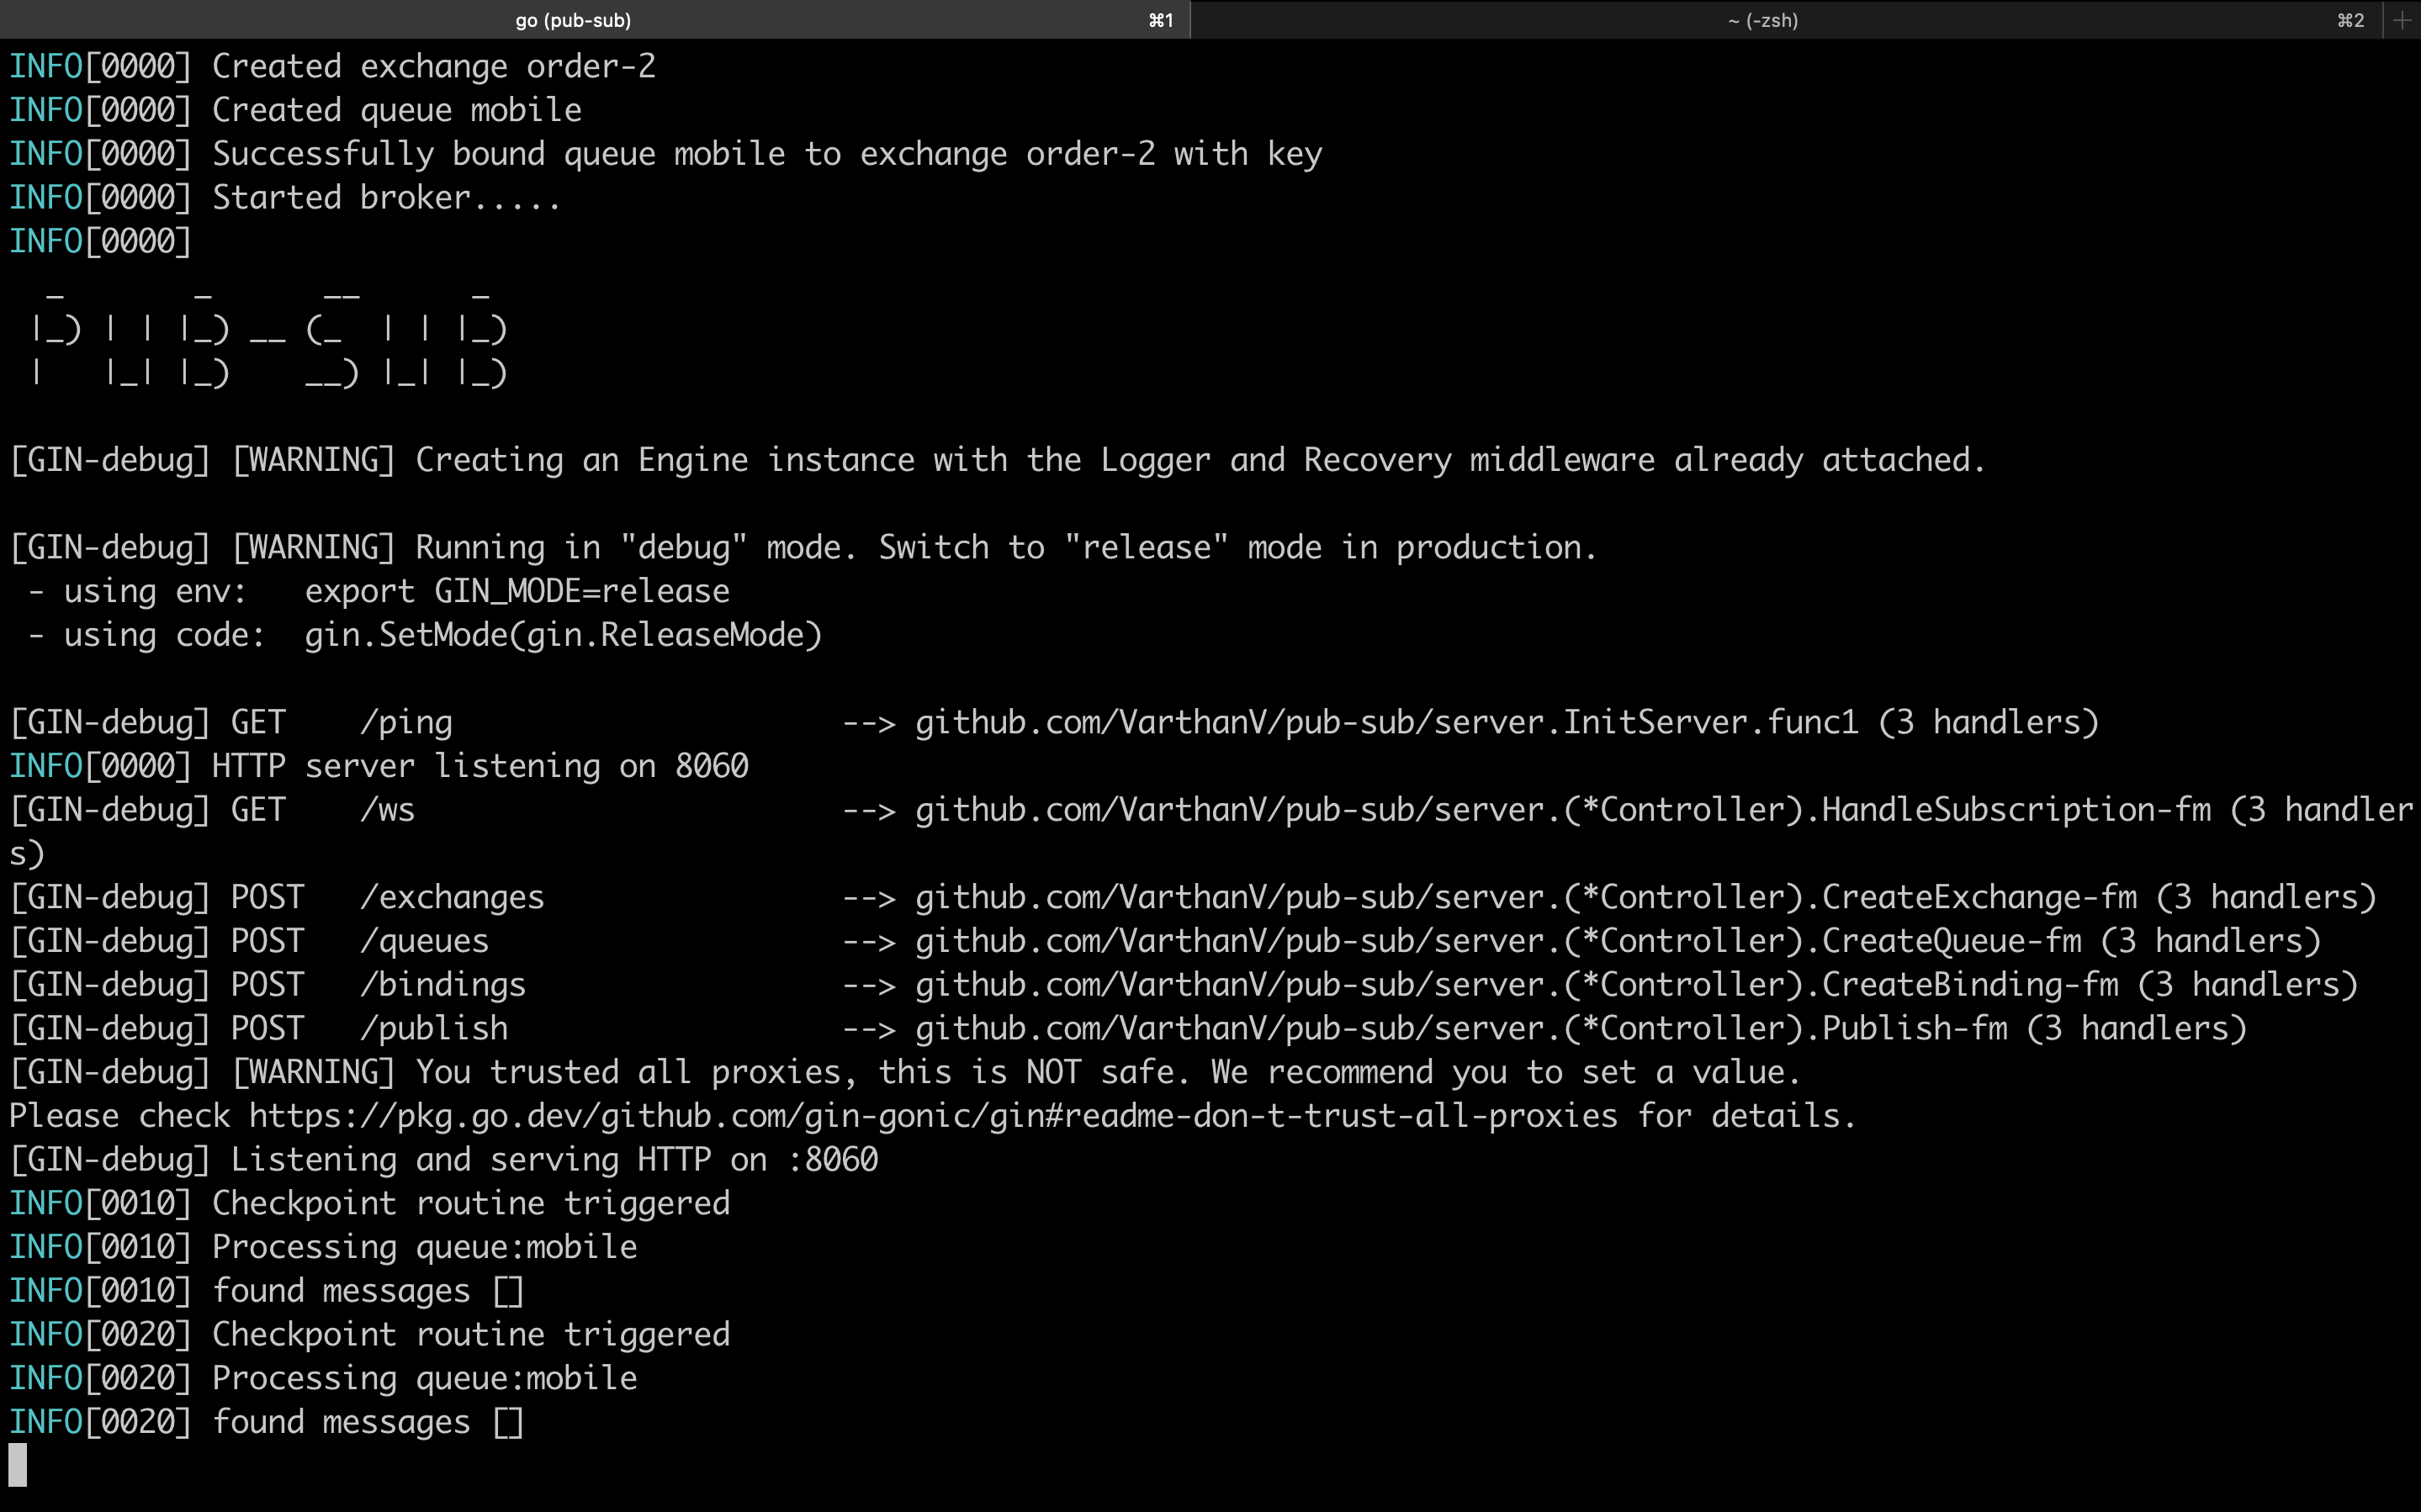 go (pub-sub) ⌘1 ~ (-zsh) ⌘2
INFO[0000] Created exchange order-2
INFO[0000] Created queue mobile
INFO[0000] Successfully bound queue mobile to exchange order-2 with key
INFO[0000] Started broker.....
INFO[0000]
  _       _      __      _
 |_) | | |_) __ (_  | | |_)
 |   |_| |_)    __) |_| |_)
[GIN-debug] [WARNING] Creating an Engine instance with the Logger and Recovery middleware already attached.
[GIN-debug] [WARNING] Running in "debug" mode. Switch to "release" mode in production.
 - using env:   export GIN_MODE=release
 - using code:  gin.SetMode(gin.ReleaseMode)
[GIN-debug] GET    /ping                     --> github.com/VarthanV/pub-sub/server.InitServer.func1 (3 handlers)
INFO[0000] HTTP server listening on 8060
[GIN-debug] GET    /ws                       --> github.com/VarthanV/pub-sub/server.(*Controller).HandleSubscription-fm (3 handler
s)
[GIN-debug] POST   /exchanges                --> github.com/VarthanV/pub-sub/server.(*Controller).CreateExchange-fm (3 handlers)
[GIN-debug] POST   /queues                   --> github.com/VarthanV/pub-sub/server.(*Controller).CreateQueue-fm (3 handlers)
[GIN-debug] POST   /bindings                 --> github.com/VarthanV/pub-sub/server.(*Controller).CreateBinding-fm (3 handlers)
[GIN-debug] POST   /publish                  --> github.com/VarthanV/pub-sub/server.(*Controller).Publish-fm (3 handlers)
[GIN-debug] [WARNING] You trusted all proxies, this is NOT safe. We recommend you to set a value.
Please check https://pkg.go.dev/github.com/gin-gonic/gin#readme-don-t-trust-all-proxies for details.
[GIN-debug] Listening and serving HTTP on :8060
INFO[0010] Checkpoint routine triggered
INFO[0010] Processing queue:mobile
INFO[0010] found messages []
INFO[0020] Checkpoint routine triggered
INFO[0020] Processing queue:mobile
INFO[0020] found messages []